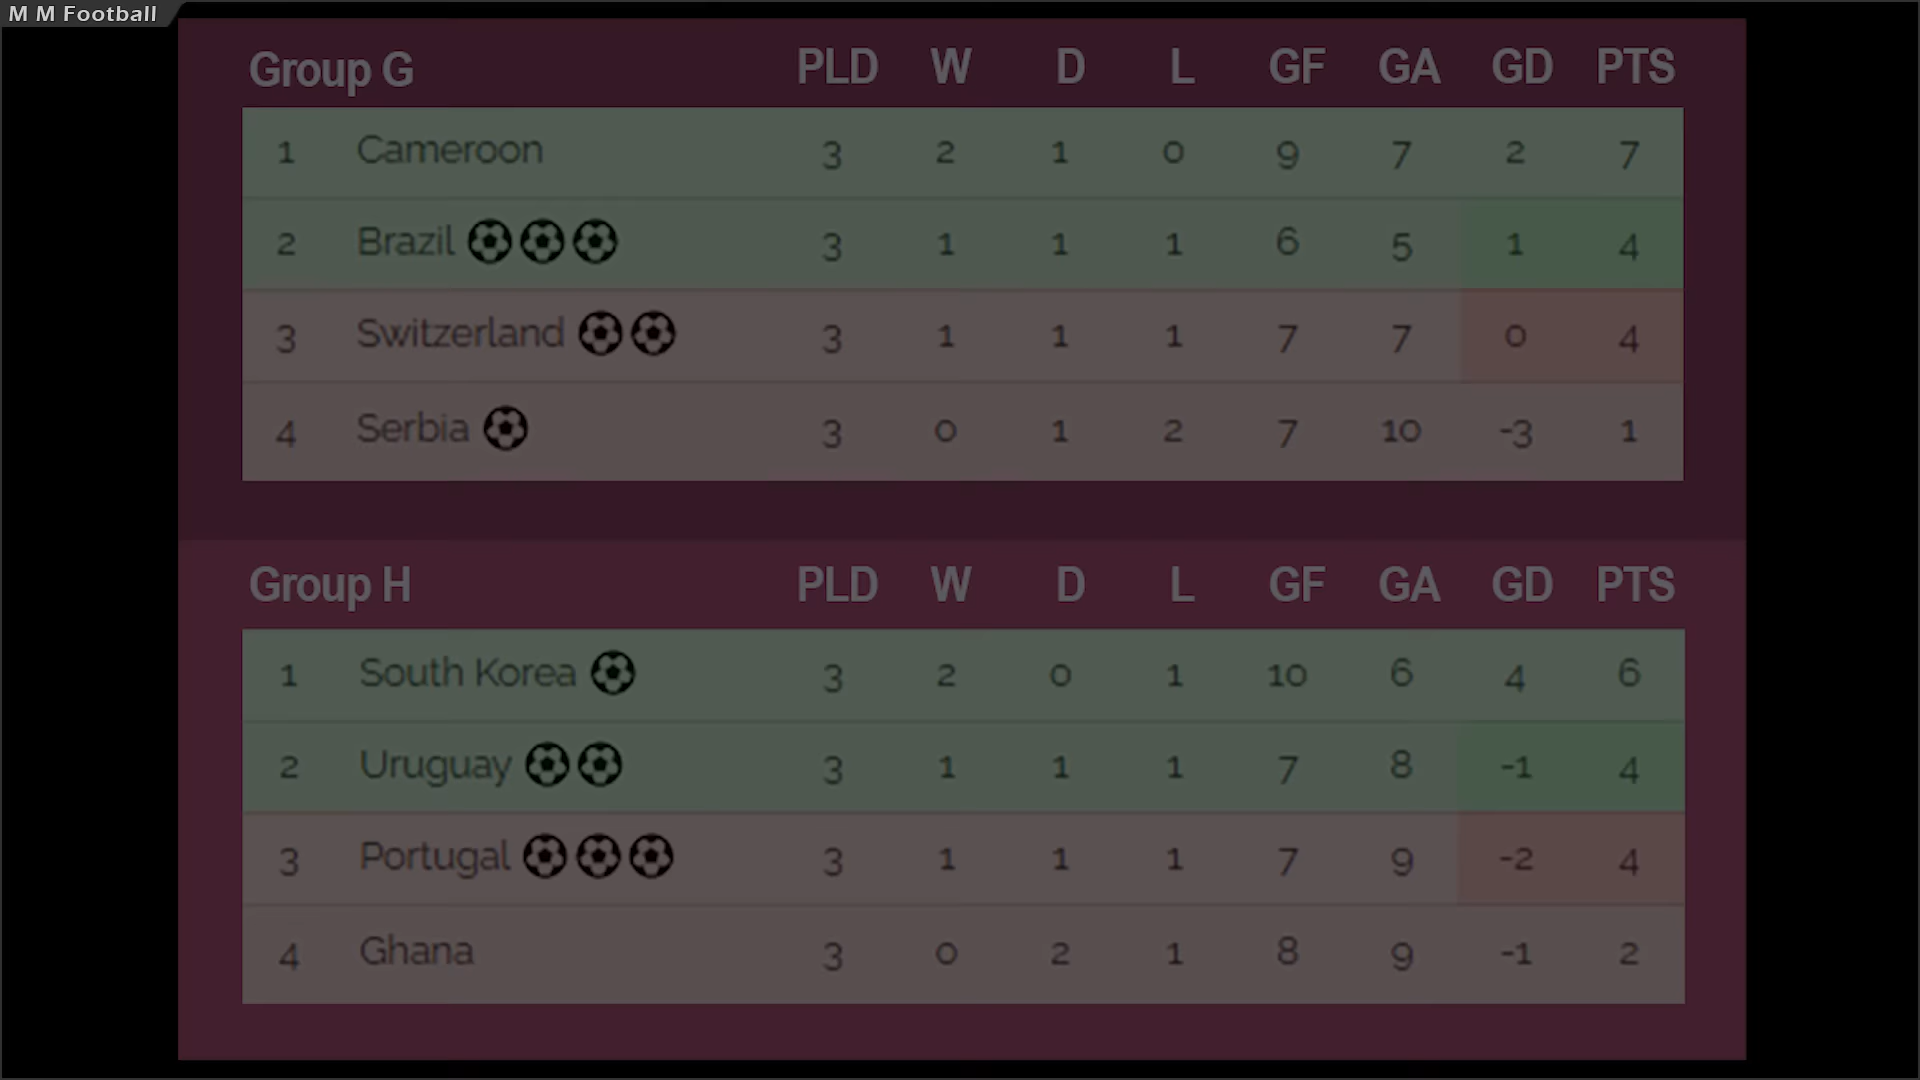 M M Football
Group G PLD W D L GF GA GD PTS
1 Cameroon 3 2 1 0 9 7 2 7
2 Brazil 3 1 1 1 6 5 1 4
3 Switzerland 3 1 1 1 7 7 0 4
4 Serbia 3 0 1 2 7 10 -3 1
Group H PLD W D L GF GA GD PTS
1 South Korea 3 2 0 1 10 6 4 6
2 Uruguay 3 1 1 1 7 8 -1 4
3 Portugal 3 1 1 1 7 9 -2 4
4 Ghana 3 0 2 1 8 9 -1 2